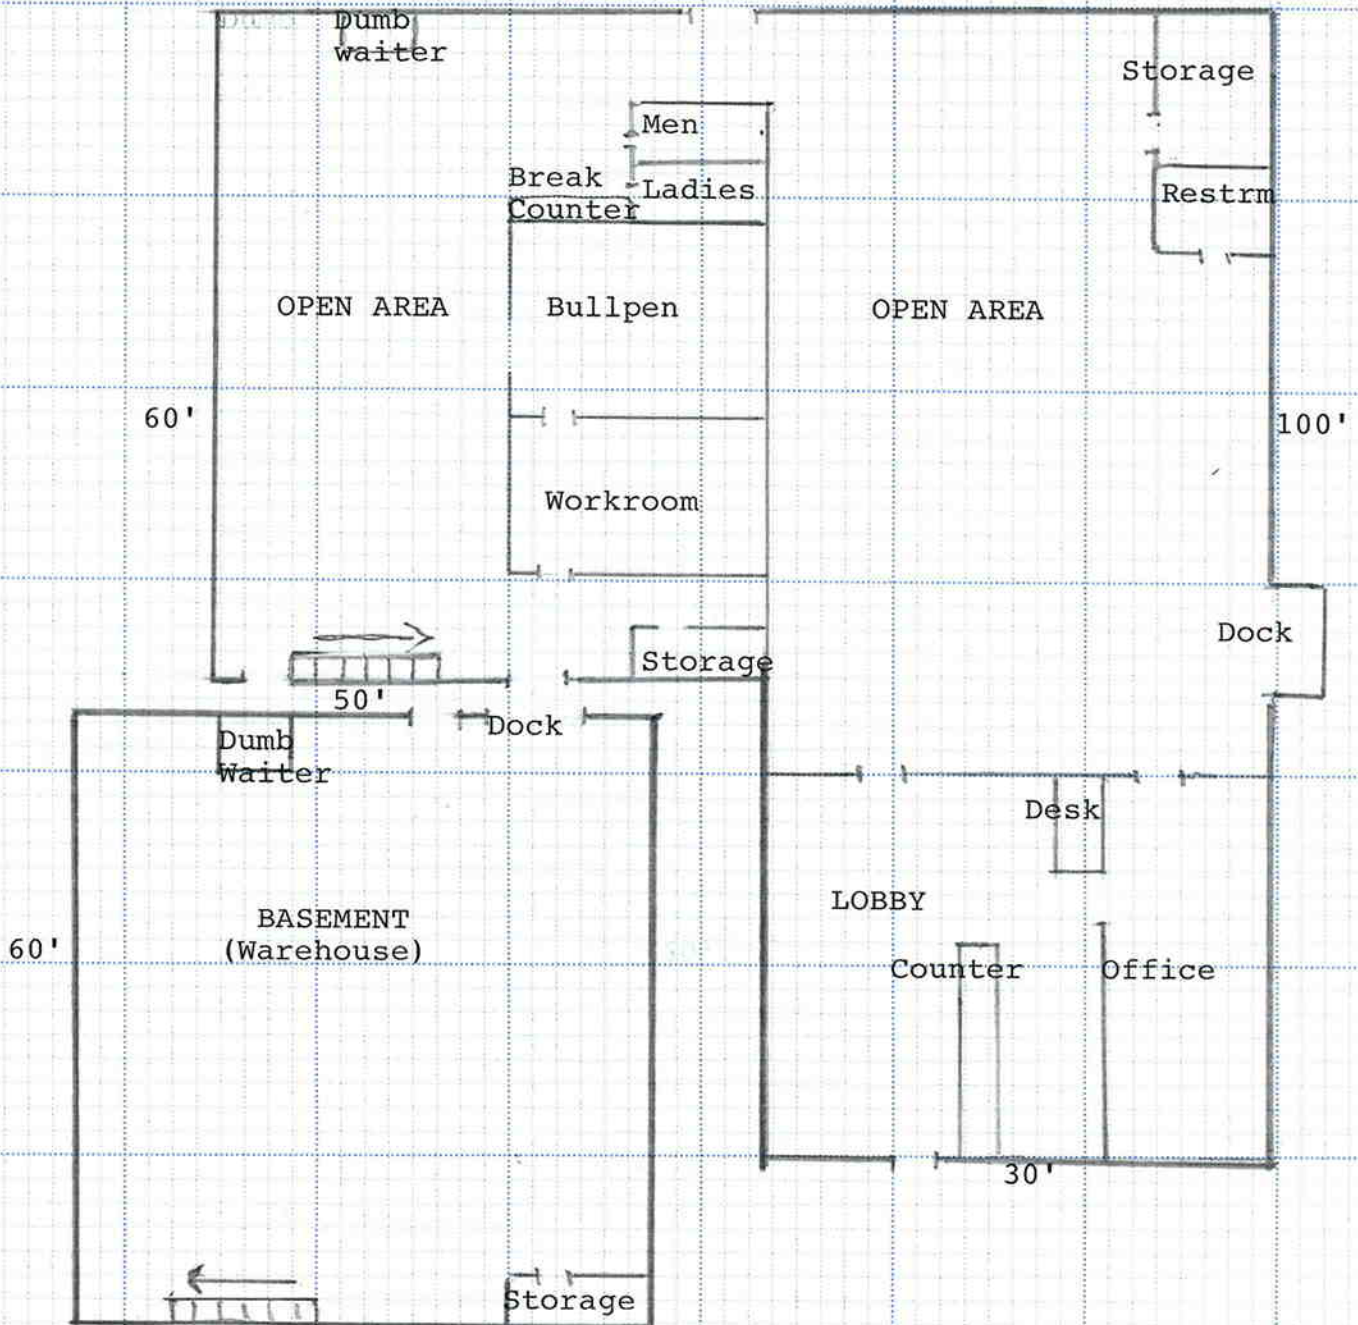 Dumb
waiter
Storage
Men
Break
Counter
Ladies
Restrm
OPEN AREA
Bullpen
OPEN AREA
60'
100'
Workroom
Dock
Storage
50'
Dock
Dumb
Waiter
Desk
LOBBY
BASEMENT
(Warehouse)
60'
Counter
Office
30'
Storage